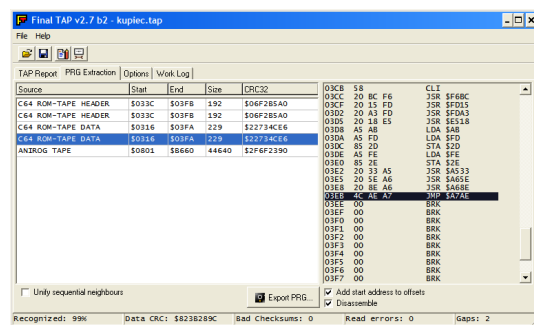 Final TAP v2.7 b2 - kupiec.tap
File Help
TAP Report PRG Extraction Options Work Log
Source Start End Size CRC32
C64 ROM-TAPE HEADER $033C $03FB 192 $06F2B5A0
C64 ROM-TAPE HEADER $033C $03FB 192 $06F2B5A0
C64 ROM-TAPE DATA $0316 $03FA 229 $22734CE6
C64 ROM-TAPE DATA $0316 $03FA 229 $22734CE6
ANIROG TAPE $0801 $B660 44640 $2F6F2390
03CB 58 CLI
03CC 20 BC F6 JSR $F6BC
03CF 20 15 FD JSR $FD15
03D2 20 A3 FD JSR $FDA3
03D5 20 18 E5 JSR $E518
03D8 A5 AB LDA $AB
03DA A5 FD LDA $FD
03DC 85 2D STA $2D
03DE A5 FE LDA $FE
03E0 85 2E STA $2E
03E2 20 33 A5 JSR $A533
03E5 20 5E A6 JSR $A65E
03E8 20 8E A6 JSR $A68E
03EB 4C AE A7 JMP $A7AE
03EE 00 BRK
03EF 00 BRK
03F0 00 BRK
03F1 00 BRK
03F2 00 BRK
03F3 00 BRK
03F4 00 BRK
03F5 00 BRK
03F6 00 BRK
03F7 00 BRK
Unify sequential neighbours
Export PRG...
Add start address to offsets
Disassemble
Recognized: 99% Data CRC: $823B289C Bad Checksums: 0 Read errors: 0 Gaps: 2